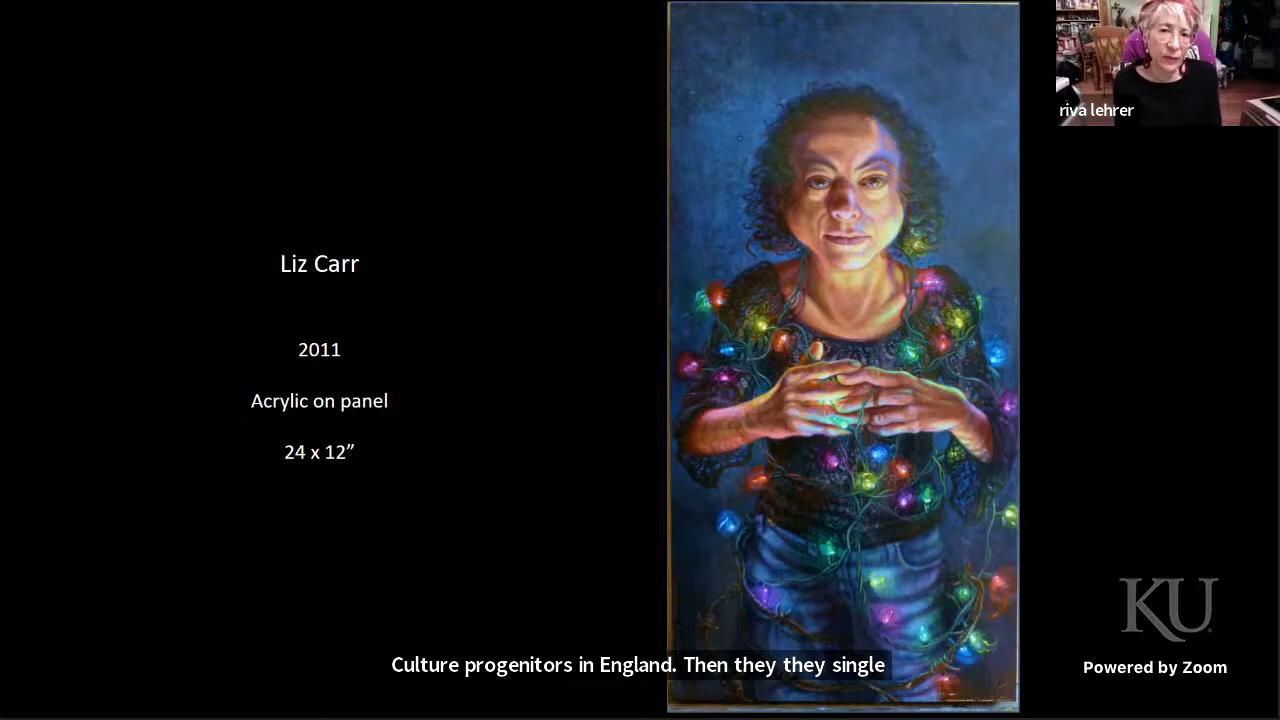 riva lehrer
Liz Carr
2011
Acrylic on panel
24 x 12”
KU
Culture progenitors in England. Then they they single
Powered by Zoom